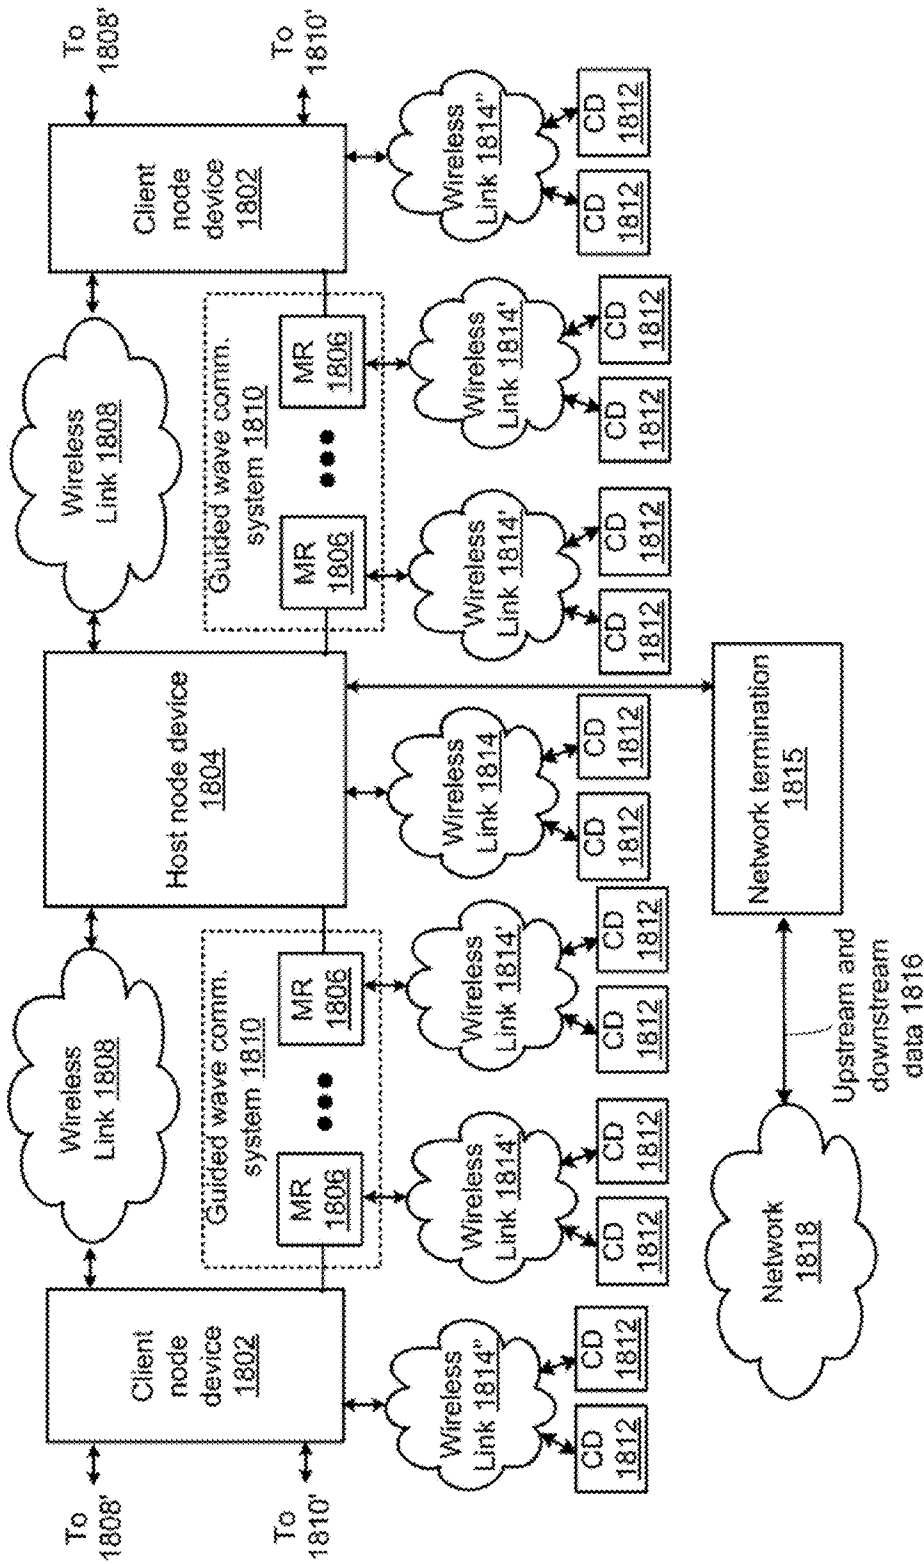 To
1808'
To
1810'
Client
node
device
1802
Wireless
Link 1808
Guided wave comm.
system 1810
MR
1806
MR
1806
Host node device
1804
Wireless
Link 1808
Guided wave comm.
system 1810
MR
1806
MR
1806
Client
node
device
1802
To
1808'
To
1810'
Wireless
Link 1814"
CD
1812
CD
1812
Wireless
Link 1814'
CD
1812
CD
1812
Wireless
Link 1814'
CD
1812
CD
1812
Wireless
Link 1814
CD
1812
CD
1812
Wireless
Link 1814'
CD
1812
CD
1812
Wireless
Link 1814'
CD
1812
CD
1812
Wireless
Link 1814"
CD
1812
CD
1812
Network
1818
Upstream and
downstream
data 1816
Network termination
1815